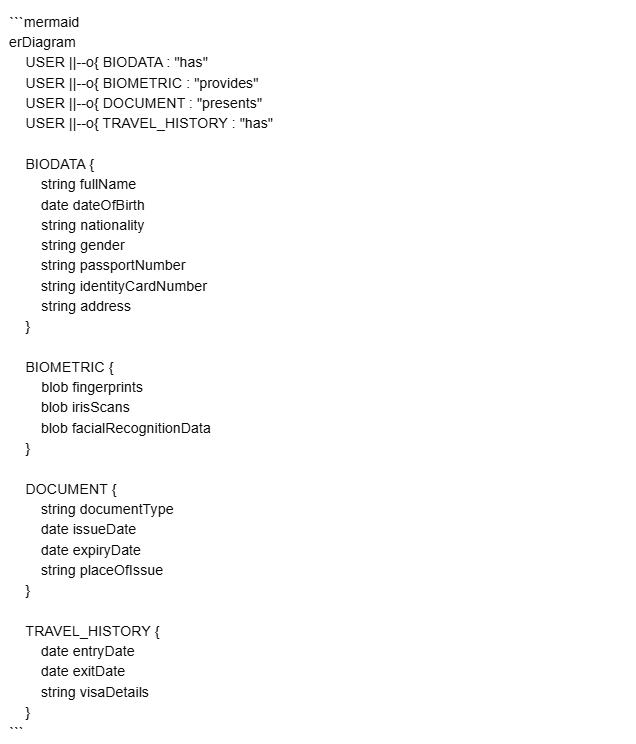 ```mermaid
erDiagram
USER ||--o{ BIODATA : "has"
USER ||--o{ BIOMETRIC : "provides"
USER ||--o{ DOCUMENT : "presents"
USER ||--o{ TRAVEL_HISTORY : "has"
BIODATA {
string fullName
date dateOfBirth
string nationality
string gender
string passportNumber
string identityCardNumber
string address
}
BIOMETRIC {
blob fingerprints
blob irisScans
blob facialRecognitionData
}
DOCUMENT {
string documentType
date issueDate
date expiryDate
string placeOfIssue
}
TRAVEL_HISTORY {
date entryDate
date exitDate
string visaDetails
}
```